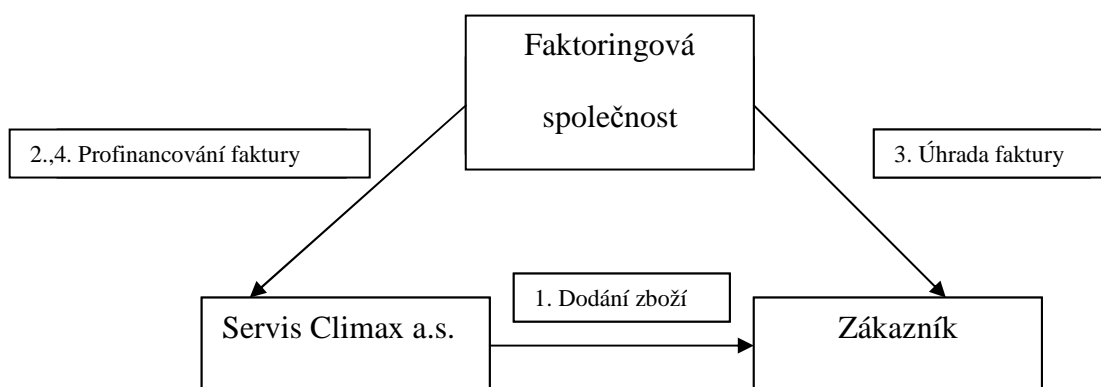 Faktoringová
společnost
2.,4. Profinancování faktury
3. Úhrada faktury
1. Dodání zboží
Servis Climax a.s.
Zákazník